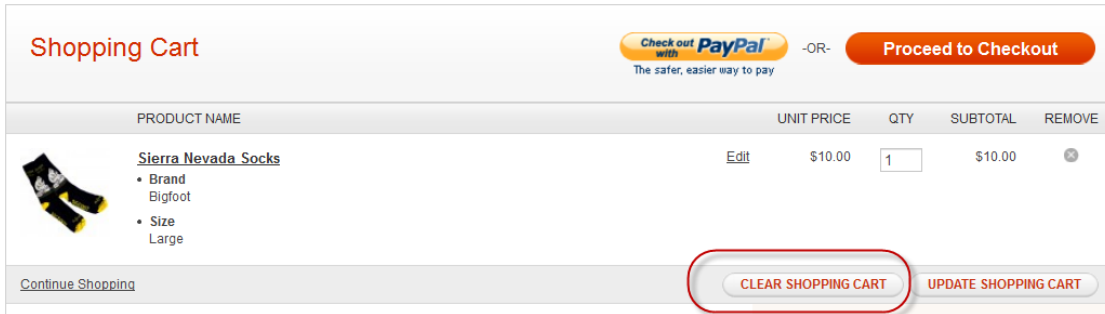 Shopping Cart
Check out with PayPal
The safer, easier way to pay
-OR-
Proceed to Checkout
PRODUCT NAME UNIT PRICE QTY SUBTOTAL REMOVE
Sierra Nevada Socks Edit $10.00 1 $10.00
• Brand
Bigfoot
• Size
Large
Continue Shopping CLEAR SHOPPING CART UPDATE SHOPPING CART